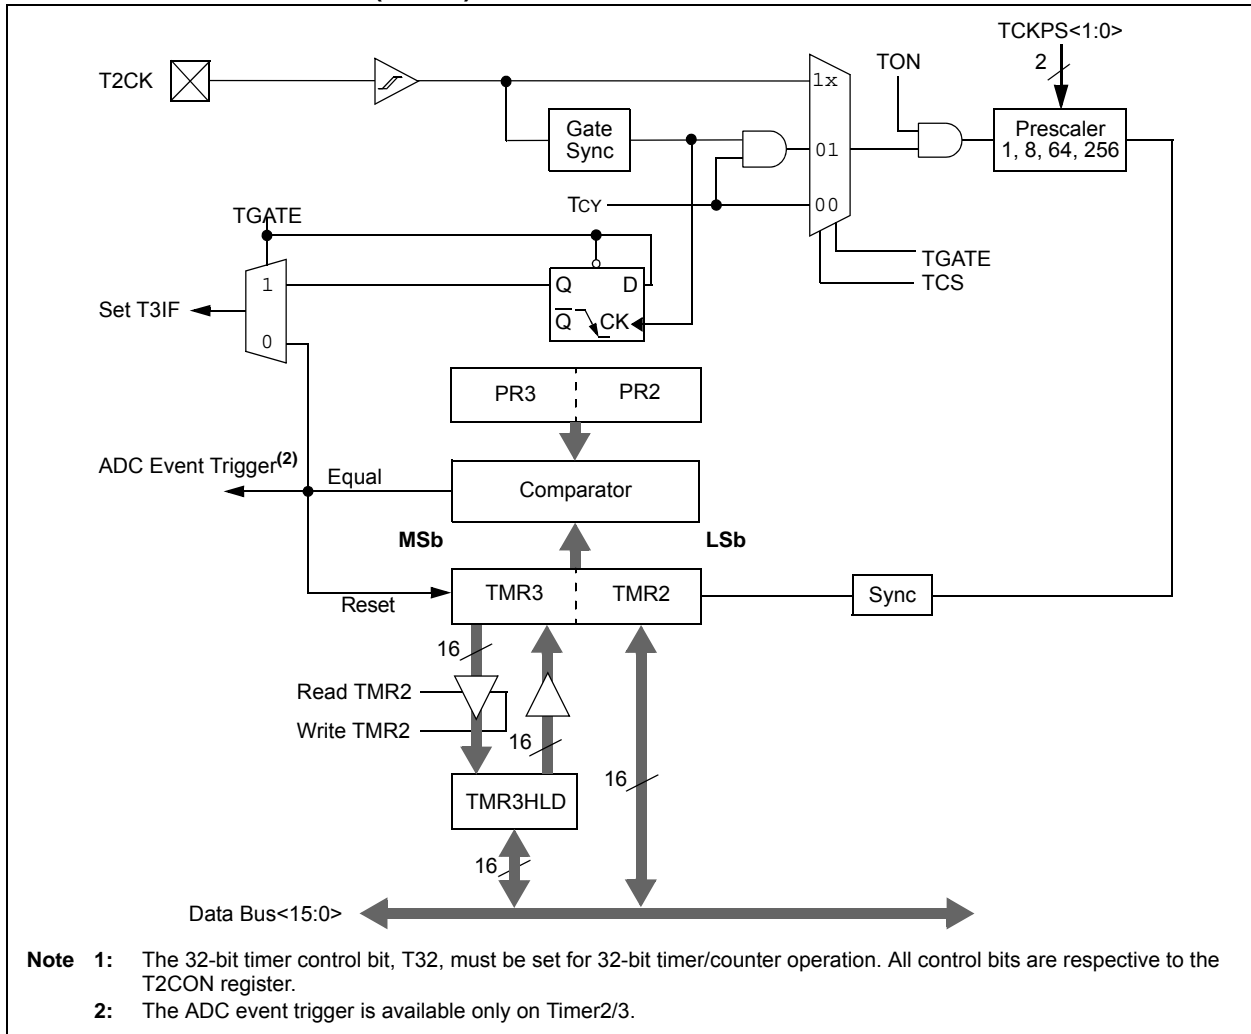 TCKPS<1:0>
2
TON
T2CK
1x
Gate
Sync
Prescaler
1, 8, 64, 256
01
TCY
00
TGATE
TGATE
TCS
1
Q
D
Set T3IF
Q
CK
0
PR3
PR2
ADC Event Trigger(2)
Equal
Comparator
MSb
LSb
TMR3
TMR2
Sync
Reset
16
Read TMR2
Write TMR2
16
16
TMR3HLD
16
Data Bus<15:0>
Note 1: The 32-bit timer control bit, T32, must be set for 32-bit timer/counter operation. All control bits are respective to the
T2CON register.
2: The ADC event trigger is available only on Timer2/3.